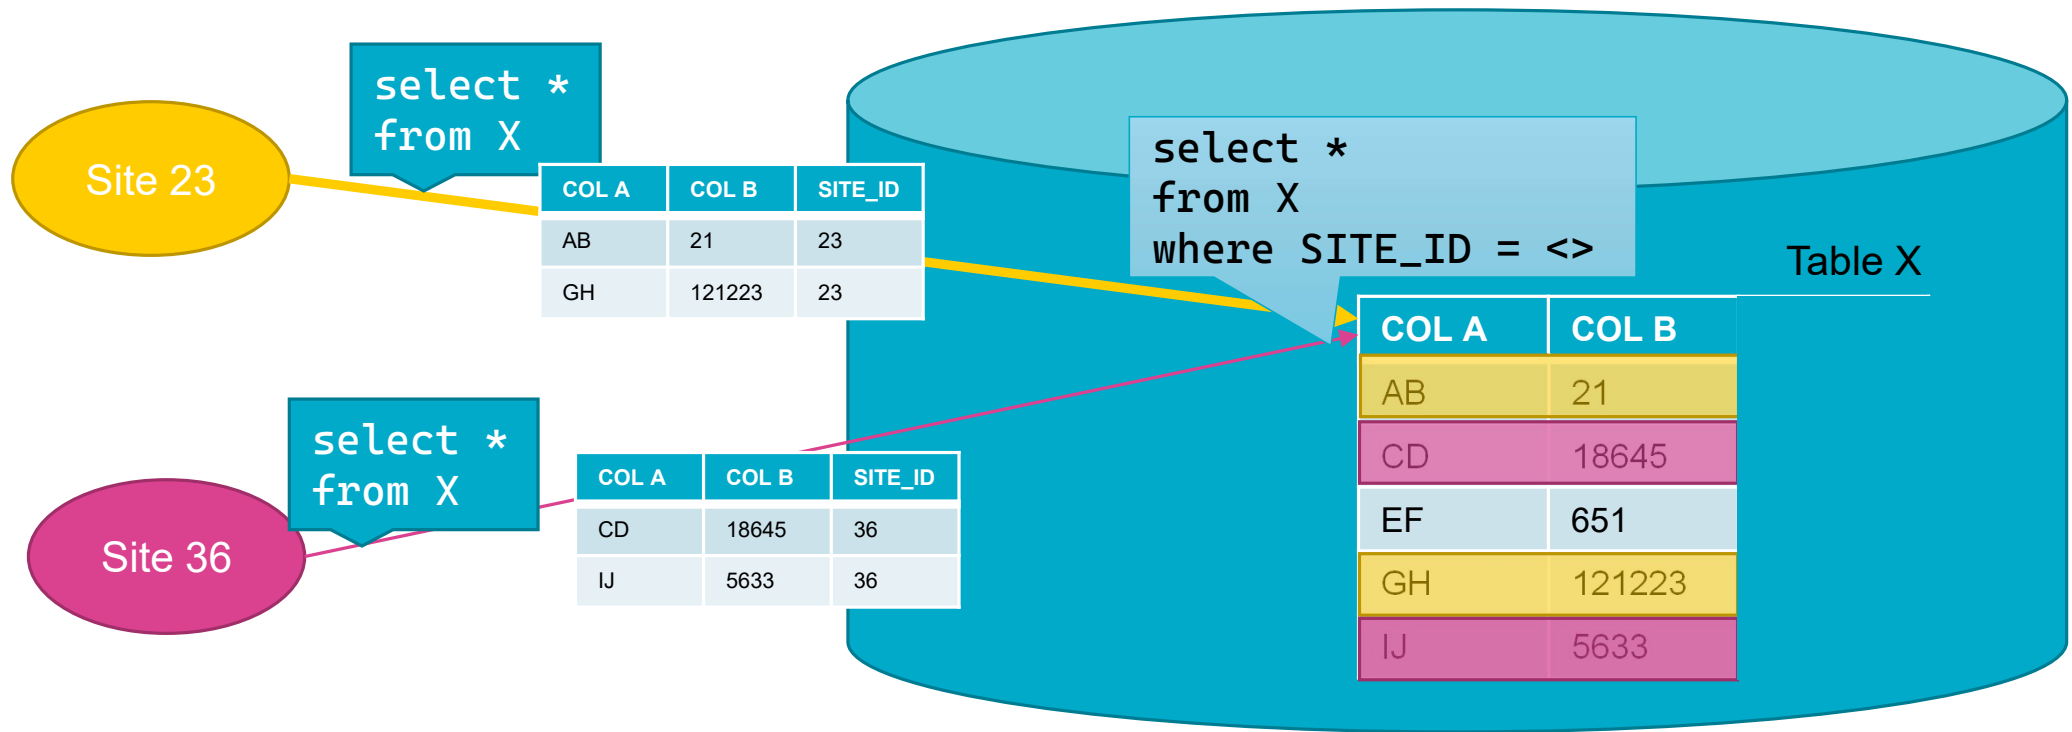 Site 23
select *
from X
COL A COL B SITE_ID
AB 21 23
GH 121223 23
Site 36
select *
from X
COL A COL B SITE_ID
CD 18645 36
IJ 5633 36
select *
from X
where SITE_ID = <>
Table X
COL A COL B
AB 21
CD 18645
EF 651
GH 121223
IJ 5633